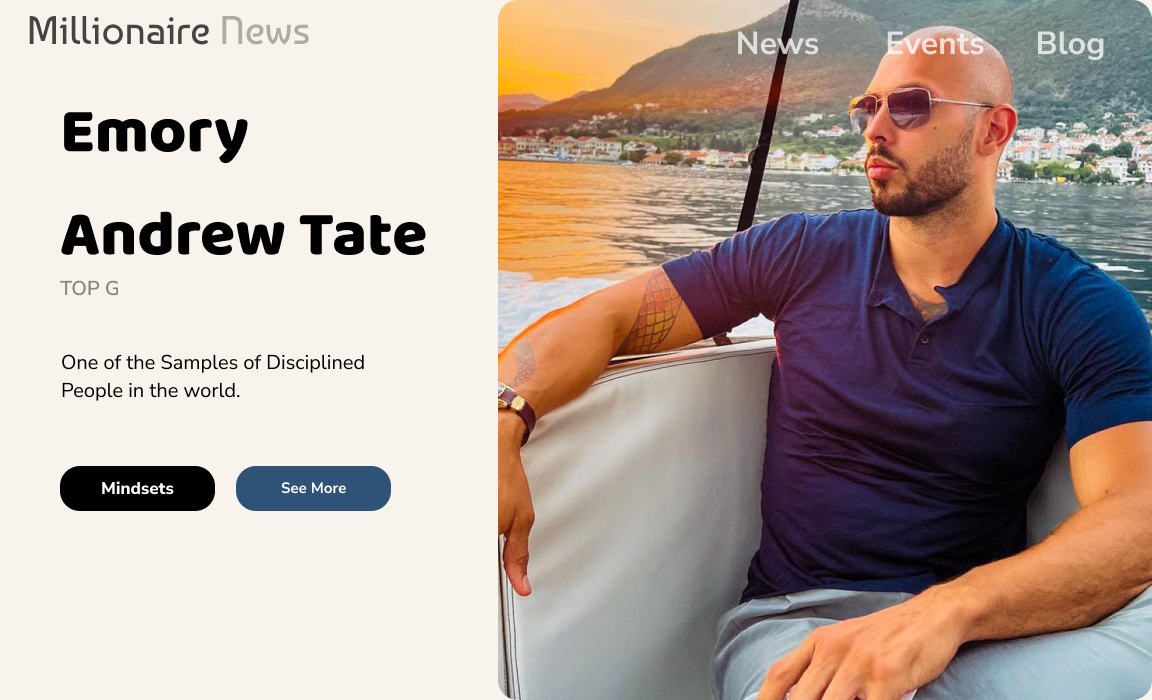 Millionaire News
News Events Blog
Emory
Andrew Tate
TOP G
One of the Samples of Disciplined
People in the world.
Mindsets See More